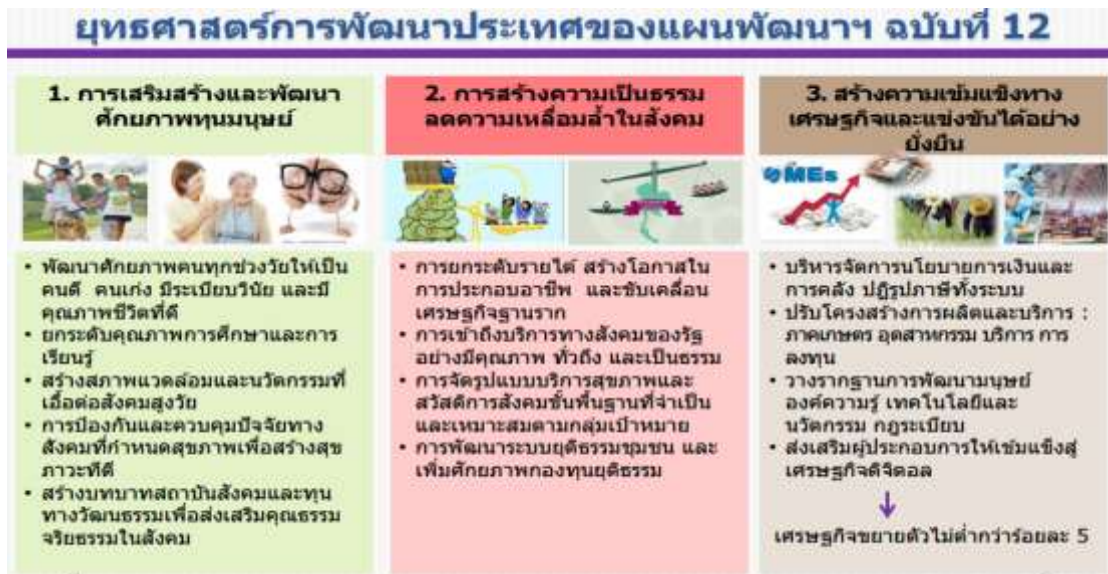 ยุทธศาสตร์การพัฒนาประเทศของแผนพัฒนาฯ ฉบับที่ 12
1. การเสริมสร้างและพัฒนา
ศักยภาพทุนมนุษย์
• พัฒนาศักยภาพคนทุกช่วงวัยให้เป็น
คนดี คนเก่ง มีระเบียบวินัย และมี
คุณภาพชีวิตที่ดี
• ยกระดับคุณภาพการศึกษาและการ
เรียนรู้
• สร้างสภาพแวดล้อมและนวัตกรรมที่
เอื้อต่อสังคมสูงวัย
• การป้องกันและควบคุมปัจจัยทาง
สังคมที่กำหนดสุขภาพเพื่อสร้างสุข
ภาวะที่ดี
• สร้างบทบาทสถาบันสังคมและทุน
ทางวัฒนธรรมเพื่อส่งเสริมคุณธรรม
จริยธรรมในสังคม
2. การสร้างความเป็นธรรม
ลดความเหลื่อมล้ำในสังคม
• การยกระดับรายได้ สร้างโอกาสใน
การประกอบอาชีพ และขับเคลื่อน
เศรษฐกิจฐานราก
• การเข้าถึงบริการทางสังคมของรัฐ
อย่างมีคุณภาพ ทั่วถึง และเป็นธรรม
• การจัดรูปแบบบริการสุขภาพและ
สวัสดิการสังคมขั้นพื้นฐานที่จำเป็น
และเหมาะสมตามกลุ่มเป้าหมาย
• การพัฒนาระบบยุติธรรมชุมชน และ
เพิ่มศักยภาพกองทุนยุติธรรม
3. สร้างความเข้มแข็งทาง
เศรษฐกิจและแข่งขันได้อย่าง
ยั่งยืน
SMEs
• บริหารจัดการนโยบายการเงินและ
การคลัง ปฏิรูปภาษีทั้งระบบ
• ปรับโครงสร้างการผลิตและบริการ :
ภาคเกษตร อุตสาหกรรม บริการ การ
ลงทุน
• วางรากฐานการพัฒนามนุษย์
องค์ความรู้ เทคโนโลยีและ
นวัตกรรม กฎระเบียบ
• ส่งเสริมผู้ประกอบการให้เข้มแข็งสู่
เศรษฐกิจดิจิตอล
เศรษฐกิจขยายตัวไม่ต่ำกว่าร้อยละ 5